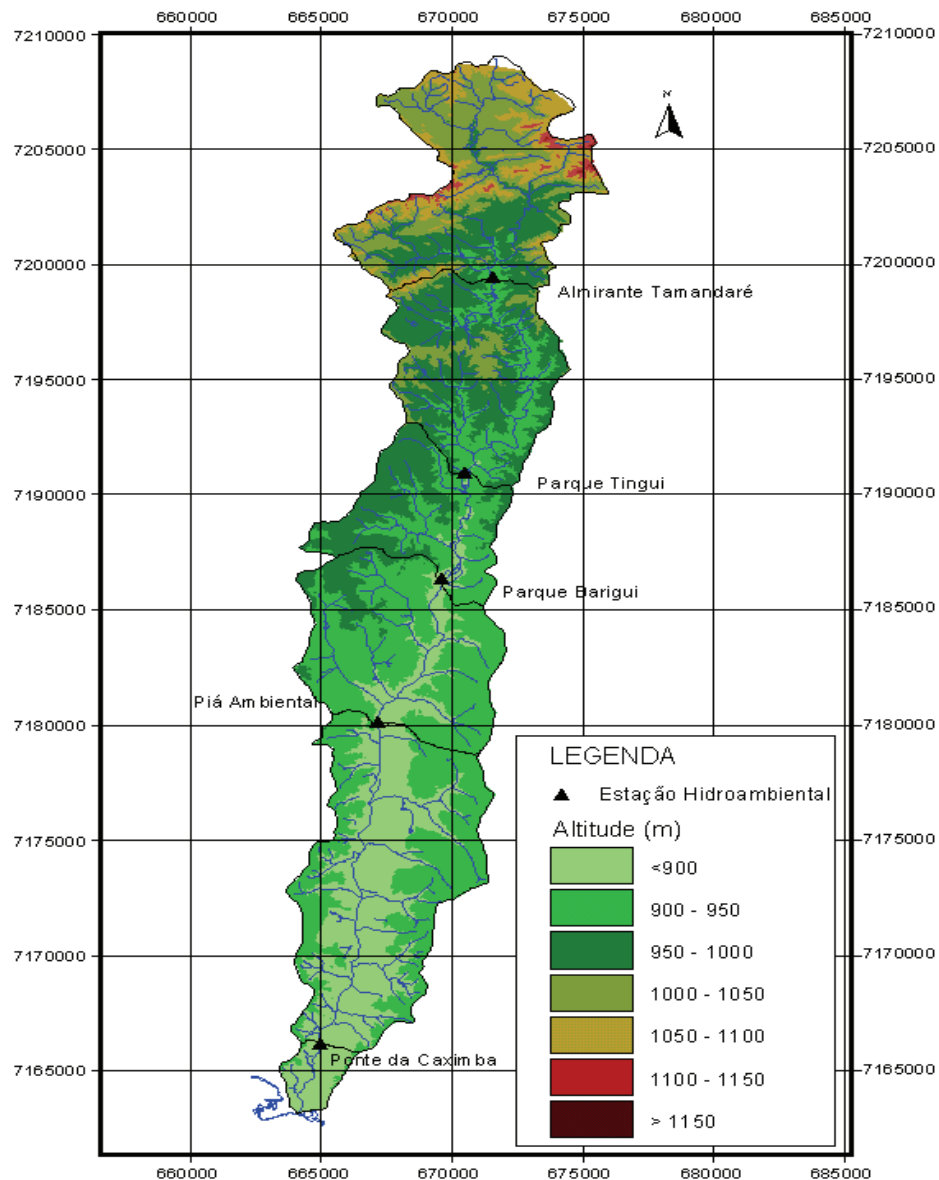 660000 665000 670000 675000 680000 685000
7210000 7210000
N
7205000 7205000
7200000 7200000
Almirante Tamandaré
7195000 7195000
Parque Tingui
7190000 7190000
Parque Barigui
7185000 7185000
Piá Ambiental
7180000 7180000
LEGENDA
Estação Hidroambiental
Altitude (m)
7175000 7175000
<900
900 - 950
7170000 7170000
950 - 1000
1000 - 1050
1050 - 1100
Ponte da Caximba
7165000 7165000
1100 - 1150
> 1150
660000 665000 670000 675000 680000 685000